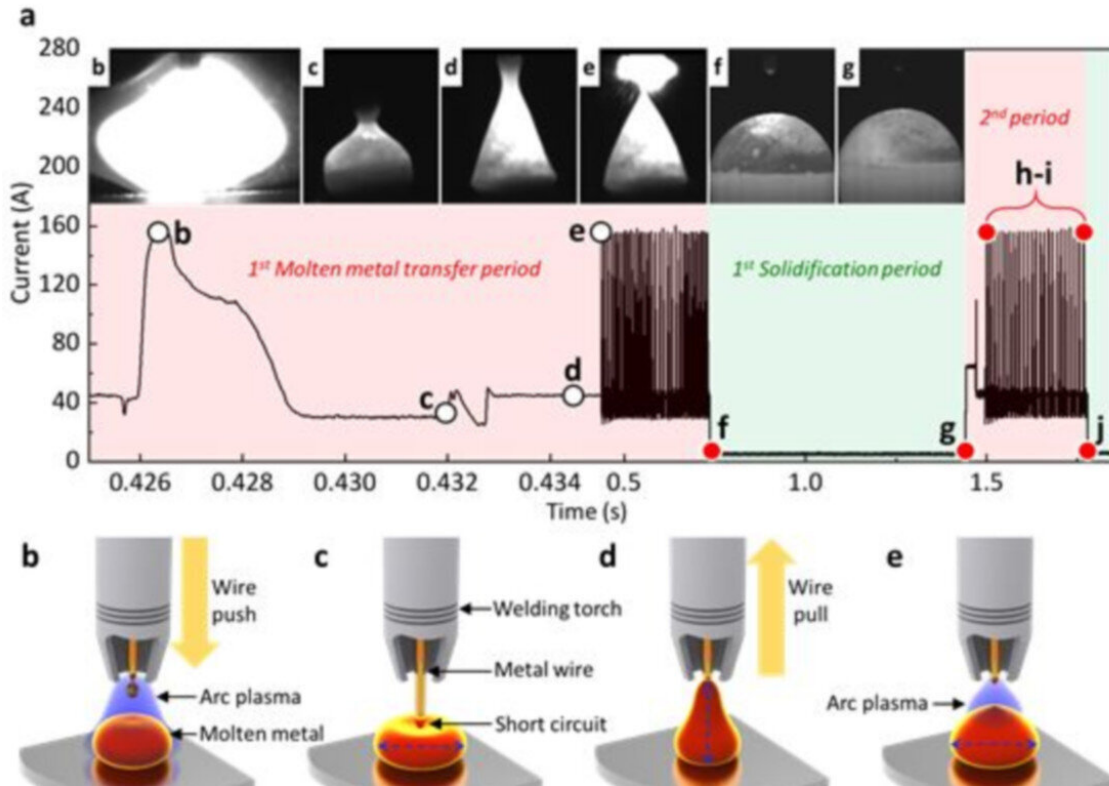 a
280
240
200
160
120
80
40
0
Current (A)
b
c
d
e
f
g
2nd period
h-i
b
1st Molten metal transfer period
e
1st Solidification period
c
d
f
g
j
0.426
0.428
0.430
0.432
0.434
0.5
1.0
1.5
Time (s)
b
Wire
push
Arc plasma
Molten metal
c
Welding torch
Metal wire
Short circuit
d
Wire
pull
e
Arc plasma